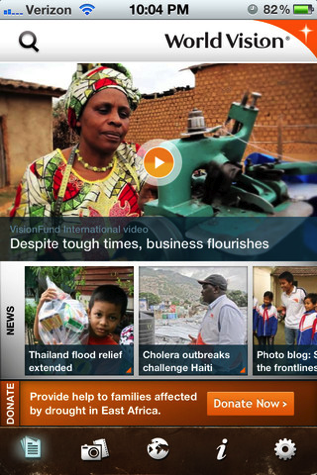 Verizon 10:04 PM 82%
World Vision®
VisionFund International video
Despite tough times, business flourishes
NEWS
Thailand flood relief extended
Cholera outbreaks challenge Haiti
Photo blog: S
the frontlines
DONATE
Provide help to families affected
by drought in East Africa.
Donate Now >